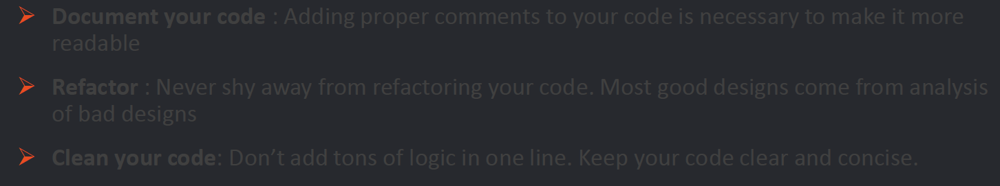 Document your code : Adding proper comments to your code is necessary to make it more
readable
Refactor : Never shy away from refactoring your code. Most good designs come from analysis
of bad designs
Clean your code: Don’t add tons of logic in one line. Keep your code clear and concise.